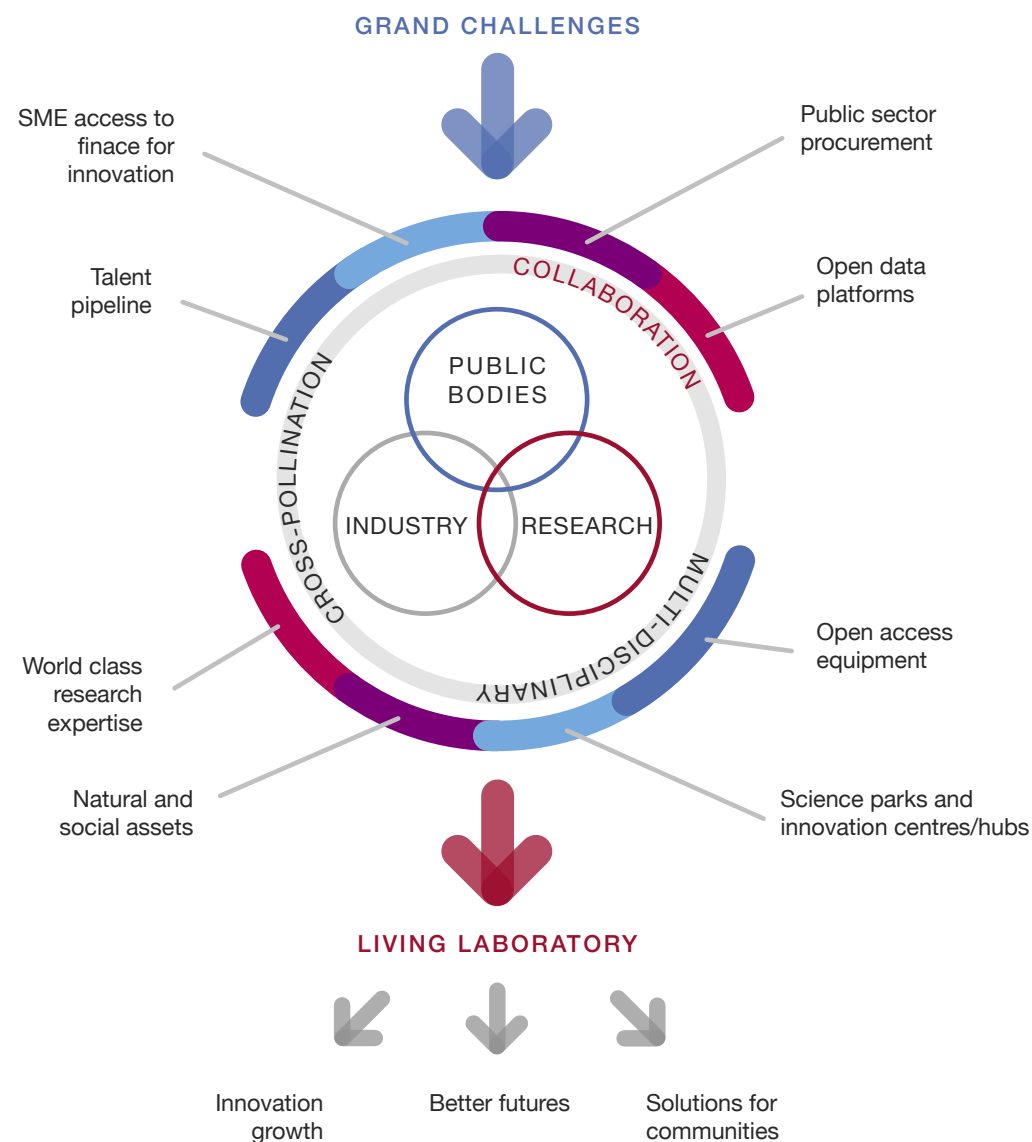 GRAND CHALLENGES
SME access to
finace for
innovation
Public sector
procurement
Talent
pipeline
Open data
platforms
COLLABORATION
CROSS-POLLINATION
MULTI-DISCIPLINARY
PUBLIC
BODIES
INDUSTRY
RESEARCH
World class
research
expertise
Open access
equipment
Natural and
social assets
Science parks and
innovation centres/hubs
LIVING LABORATORY
Innovation
growth
Better futures
Solutions for
communities